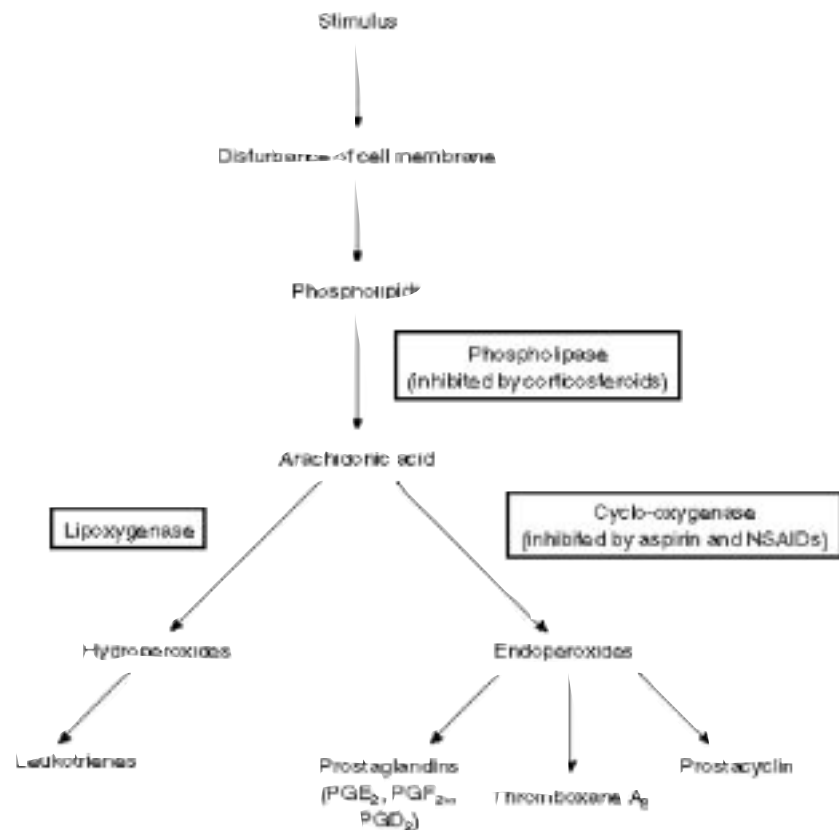 Stimulus
Disturbance of cell membrane
Phospholipids
Phospholipase
(inhibited by corticosteroids)
Arachidonic acid
Lipoxygenase
Cyclo-oxygenase
(inhibited by aspirin and NSAIDs)
Hydroperoxides
Endoperoxides
Leukotrienes
Prostaglandins
(PGE₂, PGF₂α,
PGD₂)
Thromboxane A₂
Prostacyclin